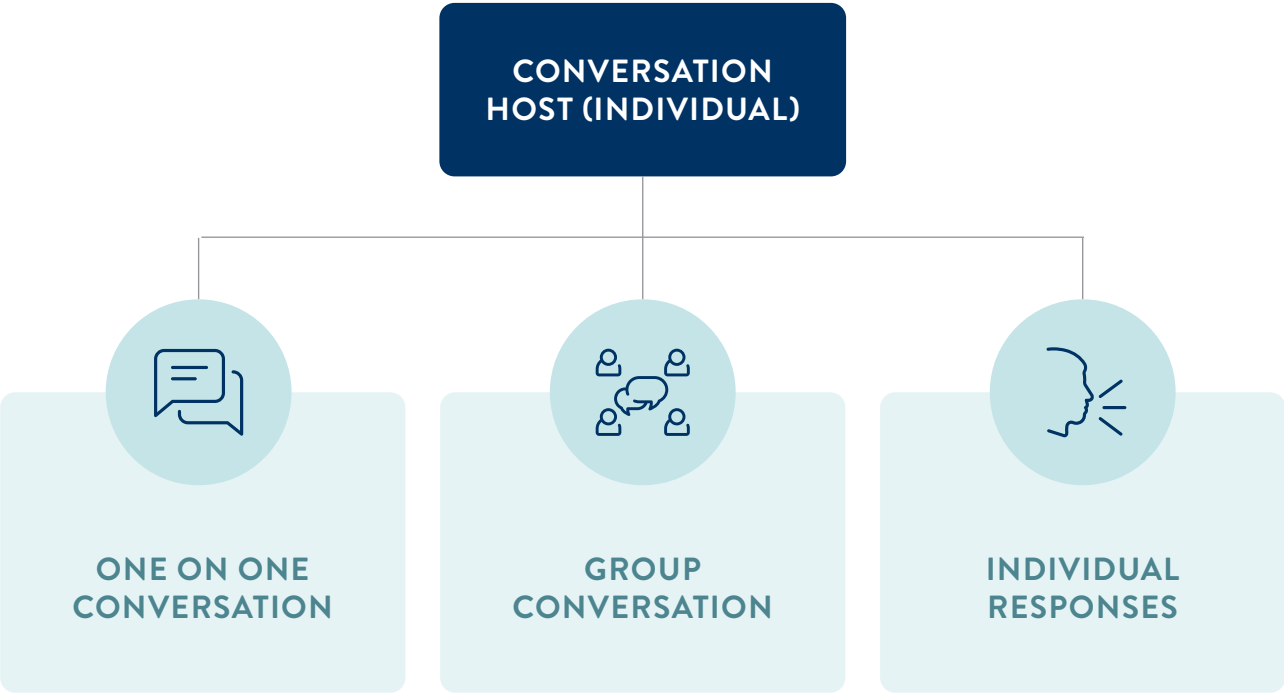 CONVERSATION
HOST (INDIVIDUAL)
ONE ON ONE
CONVERSATION
GROUP
CONVERSATION
INDIVIDUAL
RESPONSES